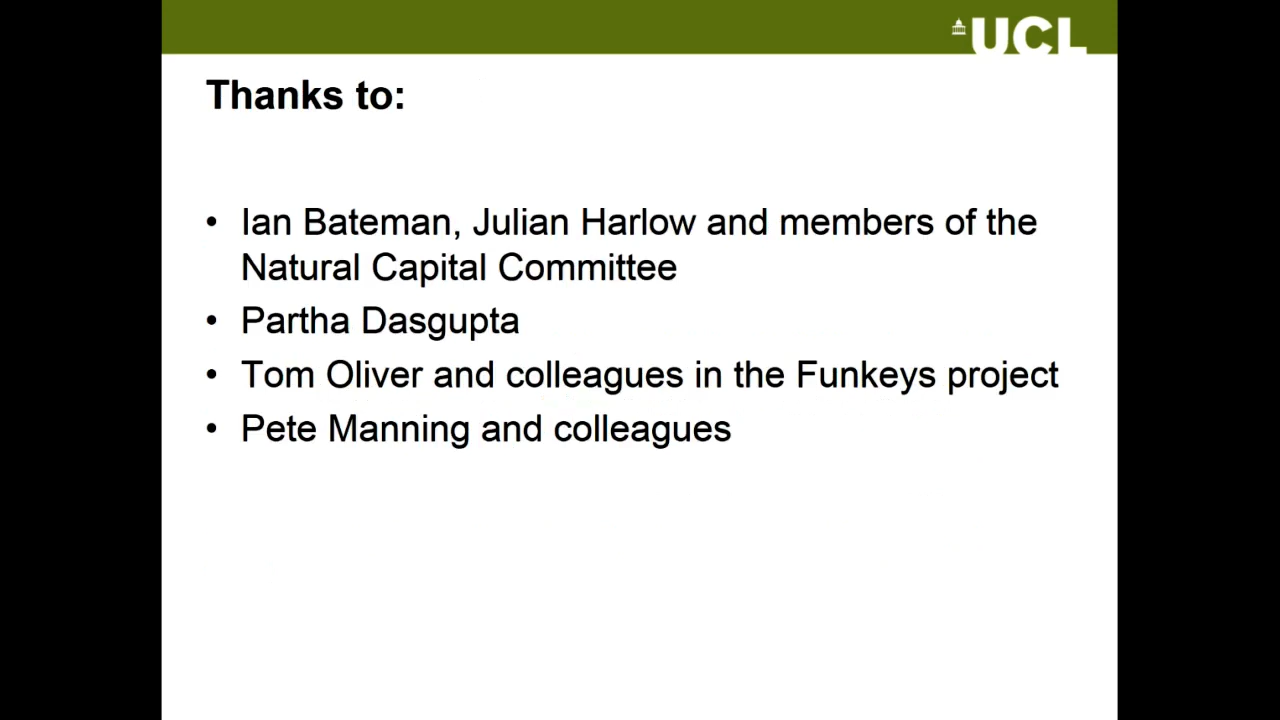 UCL
Thanks to:
• Ian Bateman, Julian Harlow and members of the
Natural Capital Committee
• Partha Dasgupta
• Tom Oliver and colleagues in the Funkeys project
• Pete Manning and colleagues